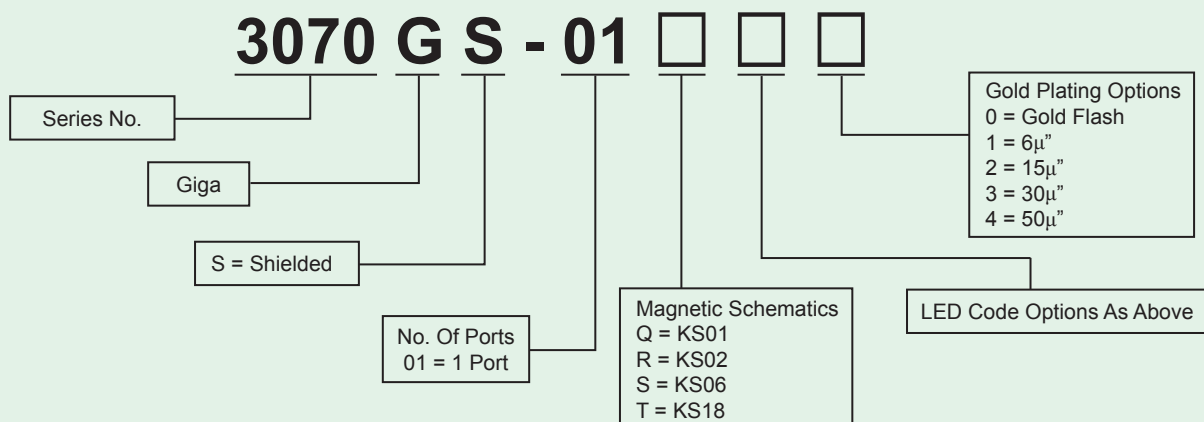 3070 G S - 01 □ □ □
Series No.
Giga
S = Shielded
No. Of Ports
01 = 1 Port
Magnetic Schematics
Q = KS01
R = KS02
S = KS06
T = KS18
LED Code Options As Above
Gold Plating Options
0 = Gold Flash
1 = 6μ”
2 = 15μ”
3 = 30μ”
4 = 50μ”